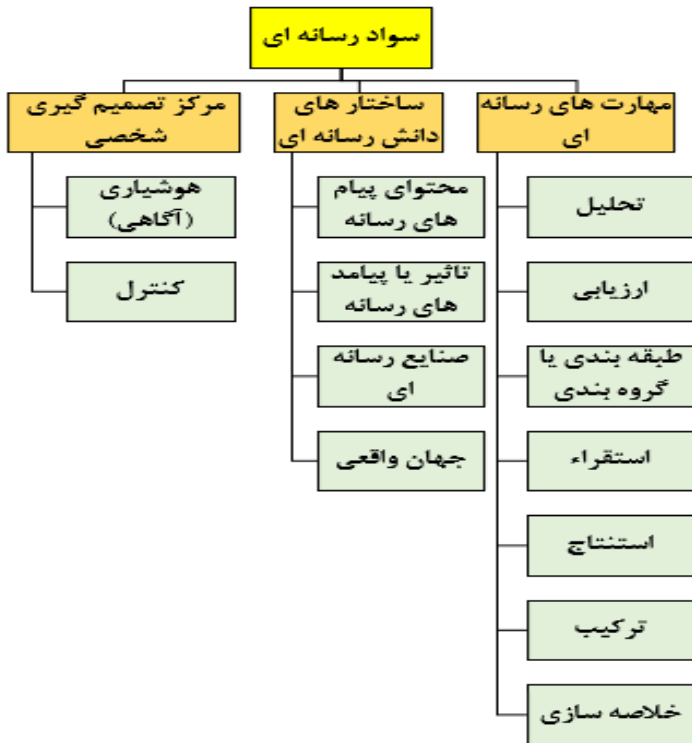 سواد رسانه ای
مهارت های رسانه
ای
تحلیل
ارزیابی
طبقه بندی یا
گروه بندی
استقراء
استنتاج
ترکیب
خلاصه سازی
ساختار های
دانش رسانه ای
محتوای پیام
های رسانه
تاثیر یا پیامد
های رسانه
صنایع رسانه
ای
جهان واقعی
مرکز تصمیم گیری
شخصی
هوشیاری
(آگاهی)
کنترل